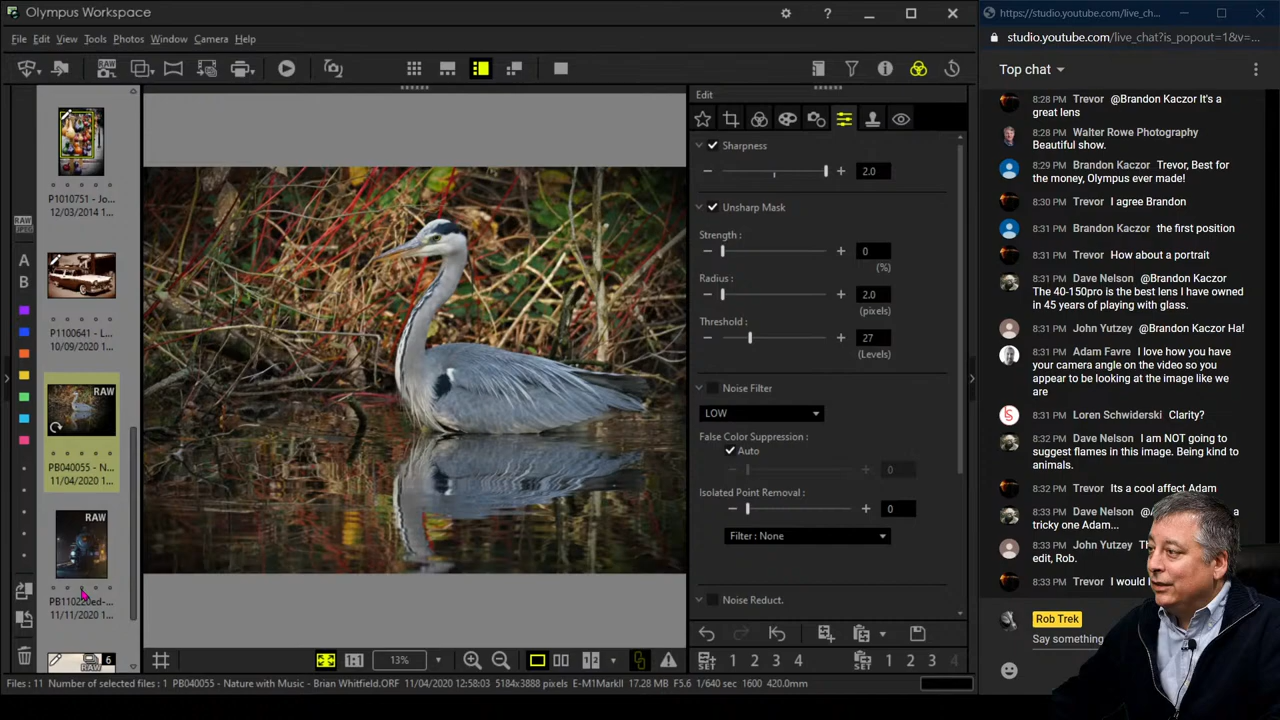 Olympus Workspace
File Edit View Tools Photos Window Camera Help
RAW
RAW
JPEG
A
B
P1010751 - Jo...
12/03/2014 1...
P1100641 - L...
10/09/2020 1...
RAW
PB040055 - N...
11/04/2020 1...
RAW
PB110220ed-...
11/11/2020 1...
RAW 6
1:1 13%
Files : 11 Number of selected files : 1 PB040055 - Nature with Music - Brian Whitfield.ORF 11/04/2020 12:58:03 5184x3888 pixels E-M1MarkII 17.28 MB F5.6 1/640 sec 1600 420.0mm
Edit
Sharpness
2.0
Unsharp Mask
Strength :
0
(%)
Radius :
2.0
(pixels)
Threshold :
27
(Levels)
Noise Filter
LOW
False Color Suppression :
Auto
0
Isolated Point Removal :
0
Filter : None
Noise Reduct.
SET 1 2 3 4 SET 1 2 3 4
https://studio.youtube.com/live_ch...
studio.youtube.com/live_chat?is_popout=1&v=...
Top chat
8:28 PM Trevor @Brandon Kaczor It's a
great lens
8:28 PM Walter Rowe Photography
Beautiful show.
8:29 PM Brandon Kaczor Trevor, Best for
the money, Olympus ever made!
8:30 PM Trevor I agree Brandon
8:31 PM Brandon Kaczor the first position
8:31 PM Trevor How about a portrait
8:31 PM Dave Nelson @Brandon Kaczor
The 40-150pro is the best lens I have owned
in 45 years of playing with glass.
8:31 PM John Yutzey @Brandon Kaczor Ha!
8:31 PM Adam Favre I love how you have
your camera angle on the video so you
appear to be looking at the image like we
are
8:31 PM Loren Schwiderski Clarity?
8:32 PM Dave Nelson I am NOT going to
suggest flames in this image. Being kind to
animals.
8:32 PM Trevor Its a cool affect Adam
8:33 PM Dave Nelson
tricky one Adam...
8:33 PM John Yutzey
edit, Rob.
8:33 PM Trevor I would
Rob Trek
Say something